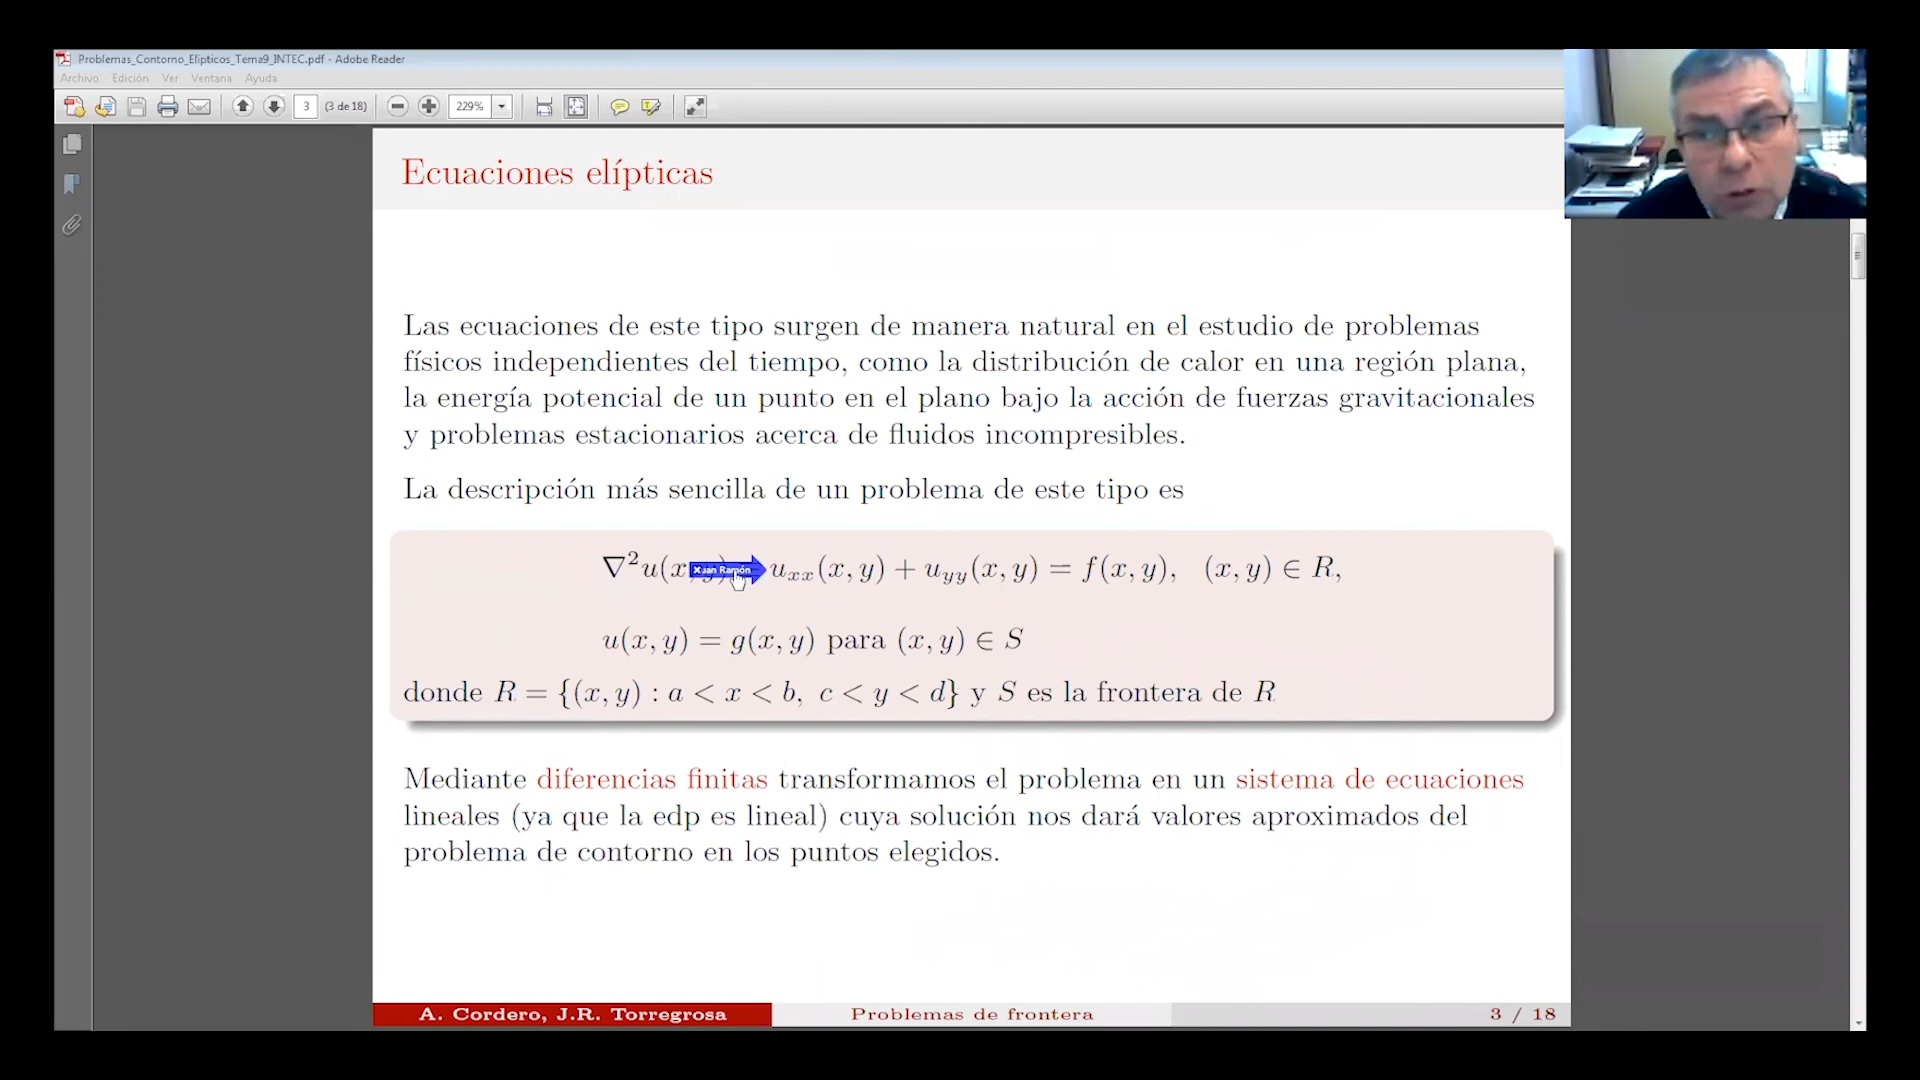 Problemas_Contorno_Elipticos_Tema9_INTEC.pdf - Adobe Reader
Archivo Edición Ver Ventana Ayuda
3 (3 de 18) 229%
Ecuaciones elípticas
Las ecuaciones de este tipo surgen de manera natural en el estudio de problemas
físicos independientes del tiempo, como la distribución de calor en una región plana,
la energía potencial de un punto en el plano bajo la acción de fuerzas gravitacionales
y problemas estacionarios acerca de fluidos incompresibles.
La descripción más sencilla de un problema de este tipo es
∇²u(x, y) u_xx(x, y) + u_yy(x, y) = f(x, y), (x, y) ∈ R,
Ramón
u(x, y) = g(x, y) para (x, y) ∈ S
donde R = {(x, y) : a < x < b, c < y < d} y S es la frontera de R
Mediante diferencias finitas transformamos el problema en un sistema de ecuaciones
lineales (ya que la edp es lineal) cuya solución nos dará valores aproximados del
problema de contorno en los puntos elegidos.
A. Cordero, J.R. Torregrosa Problemas de frontera 3 / 18